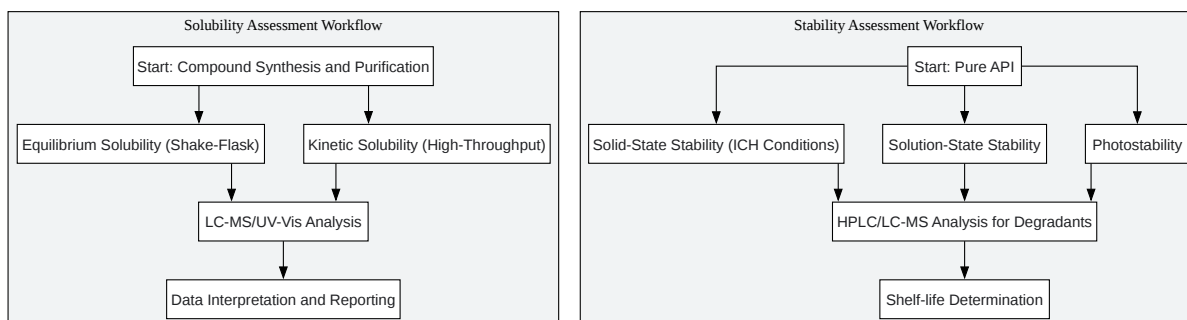 Solubility Assessment Workflow
Start: Compound Synthesis and Purification
Equilibrium Solubility (Shake-Flask)
Kinetic Solubility (High-Throughput)
LC-MS/UV-Vis Analysis
Data Interpretation and Reporting
Stability Assessment Workflow
Start: Pure API
Solid-State Stability (ICH Conditions)
Solution-State Stability
Photostability
HPLC/LC-MS Analysis for Degradants
Shelf-life Determination